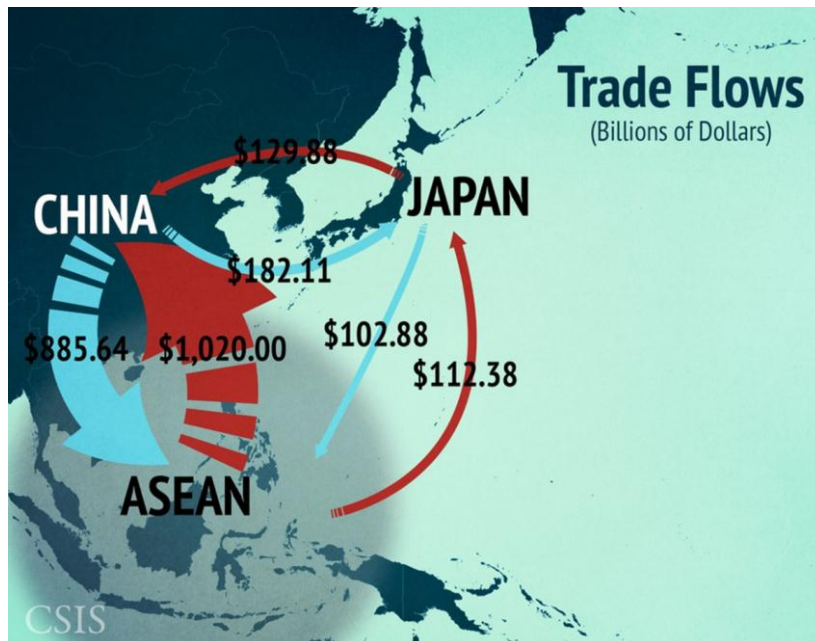 Trade Flows
(Billions of Dollars)
$129.88
JAPAN
CHINA
$182.11
$885.64
$1,020.00
$102.88
$112.38
ASEAN
CSIS